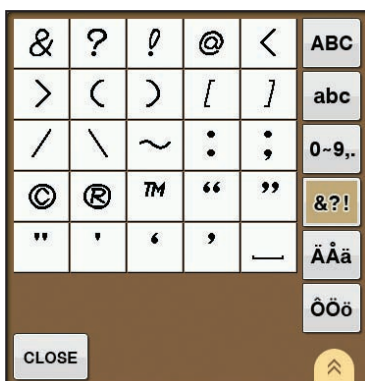 & ? ! @ < ABC
> ( ) [ ] abc
/ \ ~ : ; 0~9,.
© ® ™ “ ” &?!
" ' ‘ ’ _ ÄÅä
ÔÖö
CLOSE